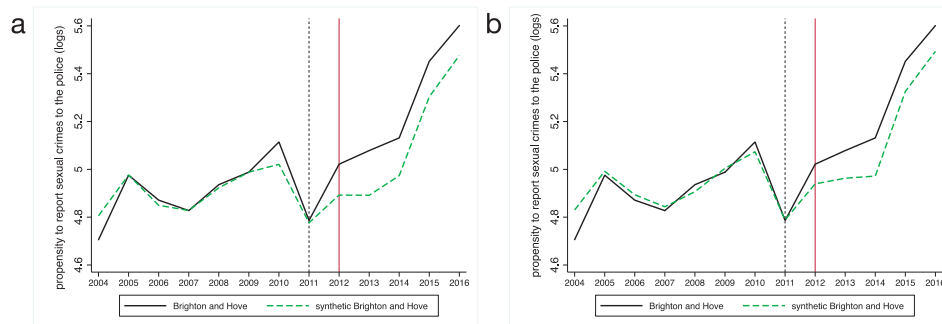 a
propensity to report sexual crimes to the police (logs)
5.6
5.4
5.2
5
4.8
4.6
2004 2005 2006 2007 2008 2009 2010 2011 2012 2013 2014 2015 2016
Brighton and Hove synthetic Brighton and Hove
b
propensity to report sexual crimes to the police (logs)
5.6
5.4
5.2
5
4.8
4.6
2004 2005 2006 2007 2008 2009 2010 2011 2012 2013 2014 2015 2016
Brighton and Hove synthetic Brighton and Hove